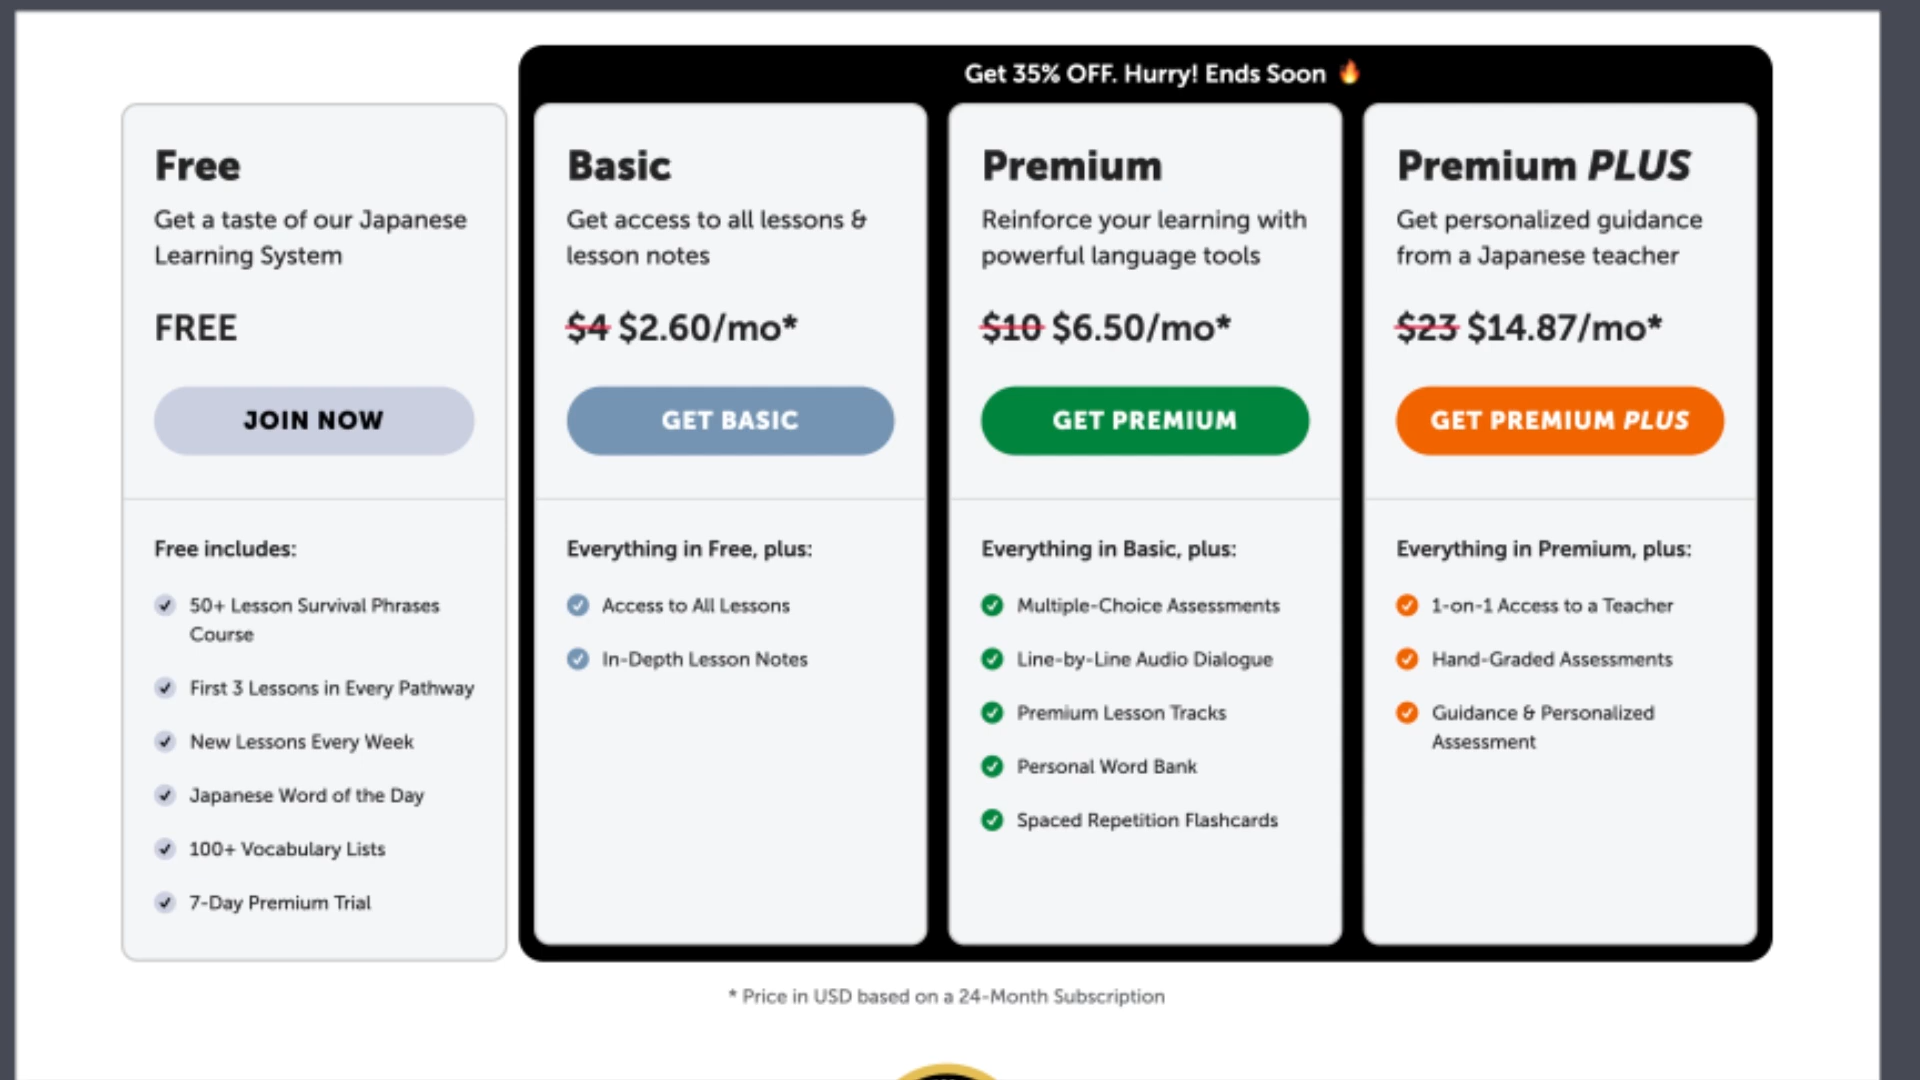 Get 35% OFF. Hurry! Ends Soon 🔥
Free
Get a taste of our Japanese
Learning System
FREE
JOIN NOW
Free includes:
50+ Lesson Survival Phrases
Course
First 3 Lessons in Every Pathway
New Lessons Every Week
Japanese Word of the Day
100+ Vocabulary Lists
7-Day Premium Trial
Basic
Get access to all lessons &
lesson notes
$4 $2.60/mo*
GET BASIC
Everything in Free, plus:
Access to All Lessons
In-Depth Lesson Notes
Premium
Reinforce your learning with
powerful language tools
$10 $6.50/mo*
GET PREMIUM
Everything in Basic, plus:
Multiple-Choice Assessments
Line-by-Line Audio Dialogue
Premium Lesson Tracks
Personal Word Bank
Spaced Repetition Flashcards
Premium PLUS
Get personalized guidance
from a Japanese teacher
$23 $14.87/mo*
GET PREMIUM PLUS
Everything in Premium, plus:
1-on-1 Access to a Teacher
Hand-Graded Assessments
Guidance & Personalized
Assessment
* Price in USD based on a 24-Month Subscription